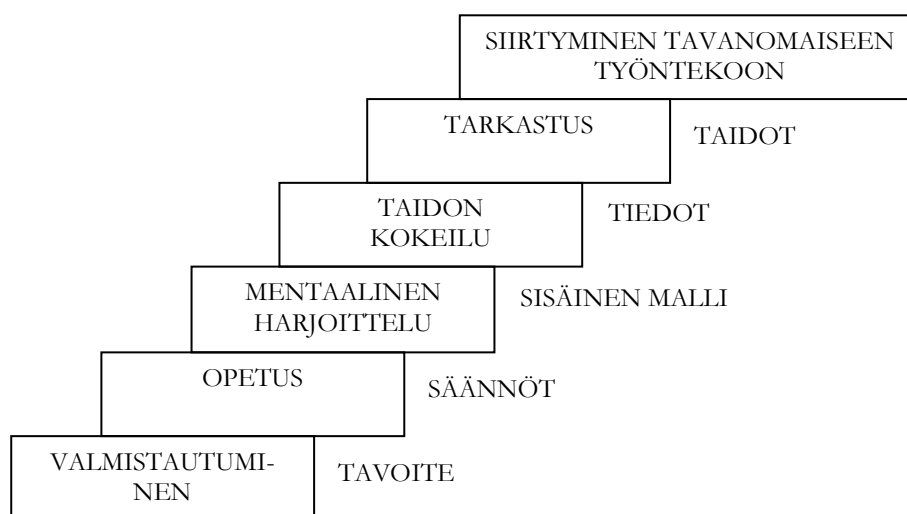 SIIRTYMINEN TAVANOMAISEEN
TYÖNTEKOON
TARKASTUS
TAIDOT
TAIDON
KOKEILU
TIEDOT
MENTAALINEN
HARJOITTELU
SISÄINEN MALLI
OPETUS
SÄÄNNÖT
VALMISTAUTUMI-
NEN
TAVOITE